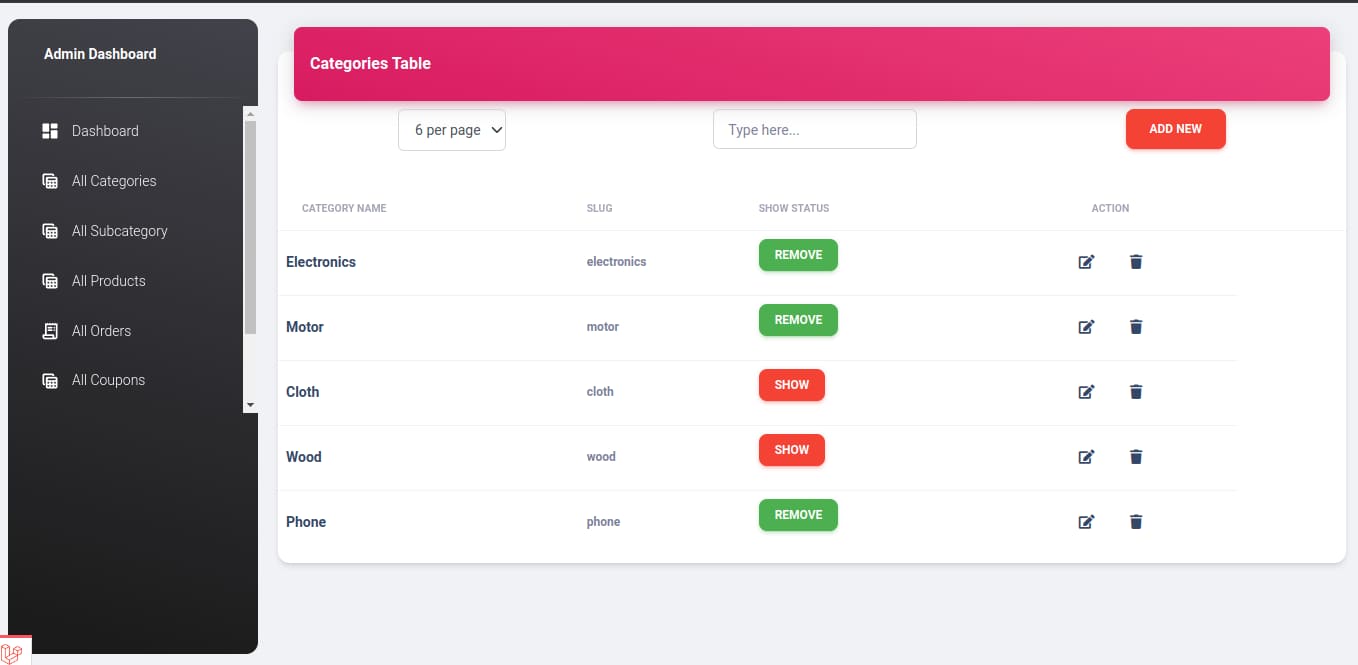 Admin Dashboard
Dashboard
All Categories
All Subcategory
All Products
All Orders
All Coupons
Categories Table
6 per page
Type here...
ADD NEW
CATEGORY NAME SLUG SHOW STATUS ACTION
Electronics electronics REMOVE
Motor motor REMOVE
Cloth cloth SHOW
Wood wood SHOW
Phone phone REMOVE